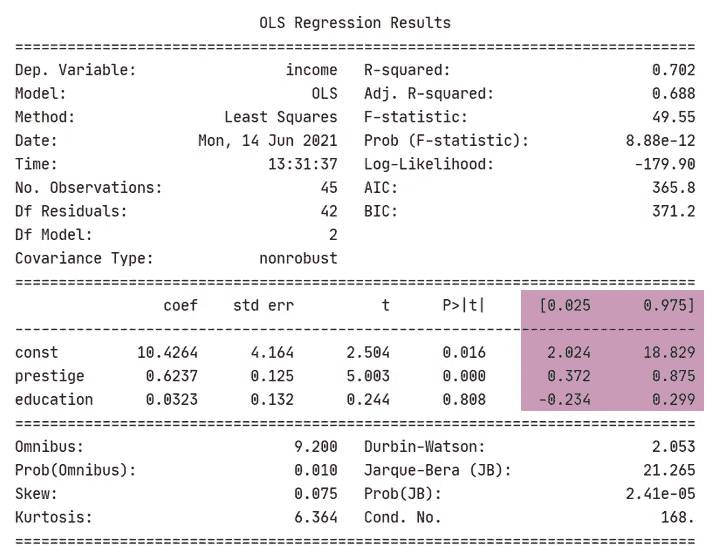 OLS Regression Results
==============================================================================
Dep. Variable: income R-squared: 0.702
Model: OLS Adj. R-squared: 0.688
Method: Least Squares F-statistic: 49.55
Date: Mon, 14 Jun 2021 Prob (F-statistic): 8.88e-12
Time: 13:31:37 Log-Likelihood: -179.90
No. Observations: 45 AIC: 365.8
Df Residuals: 42 BIC: 371.2
Df Model: 2
Covariance Type: nonrobust
==============================================================================
coef std err t P>|t| [0.025 0.975]
------------------------------------------------------------------------------
const 10.4264 4.164 2.504 0.016 2.024 18.829
prestige 0.6237 0.125 5.003 0.000 0.372 0.875
education 0.0323 0.132 0.244 0.808 -0.234 0.299
==============================================================================
Omnibus: 9.200 Durbin-Watson: 2.053
Prob(Omnibus): 0.010 Jarque-Bera (JB): 21.265
Skew: 0.075 Prob(JB): 2.41e-05
Kurtosis: 6.364 Cond. No. 168.
==============================================================================